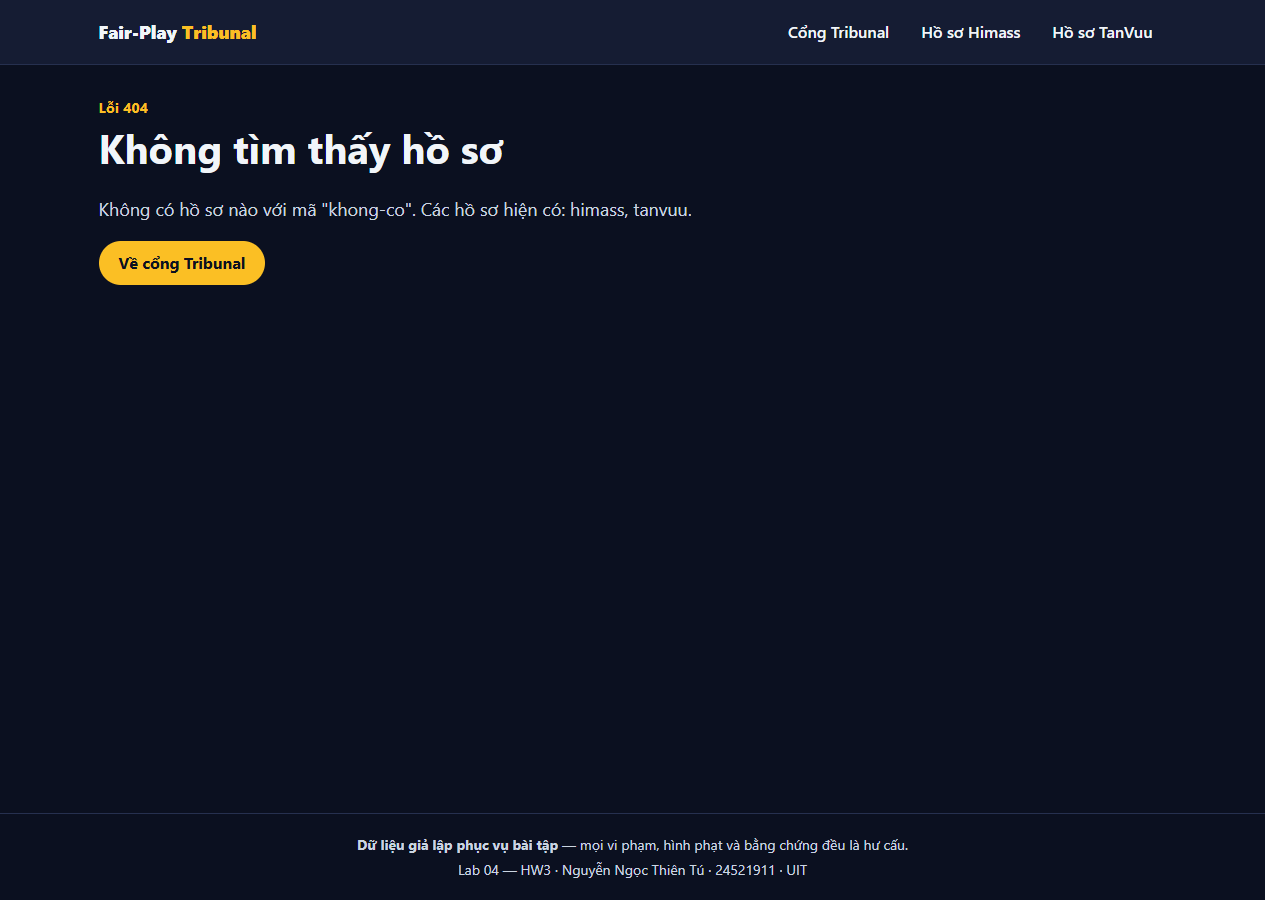 Fair-Play Tribunal
Cổng Tribunal Hồ sơ Himass Hồ sơ TanVuu
Lỗi 404
Không tìm thấy hồ sơ
Không có hồ sơ nào với mã "khong-co". Các hồ sơ hiện có: himass, tanvuu.
Về cổng Tribunal
Dữ liệu giả lập phục vụ bài tập — mọi vi phạm, hình phạt và bằng chứng đều là hư cấu.
Lab 04 — HW3 · Nguyễn Ngọc Thiên Tú · 24521911 · UIT